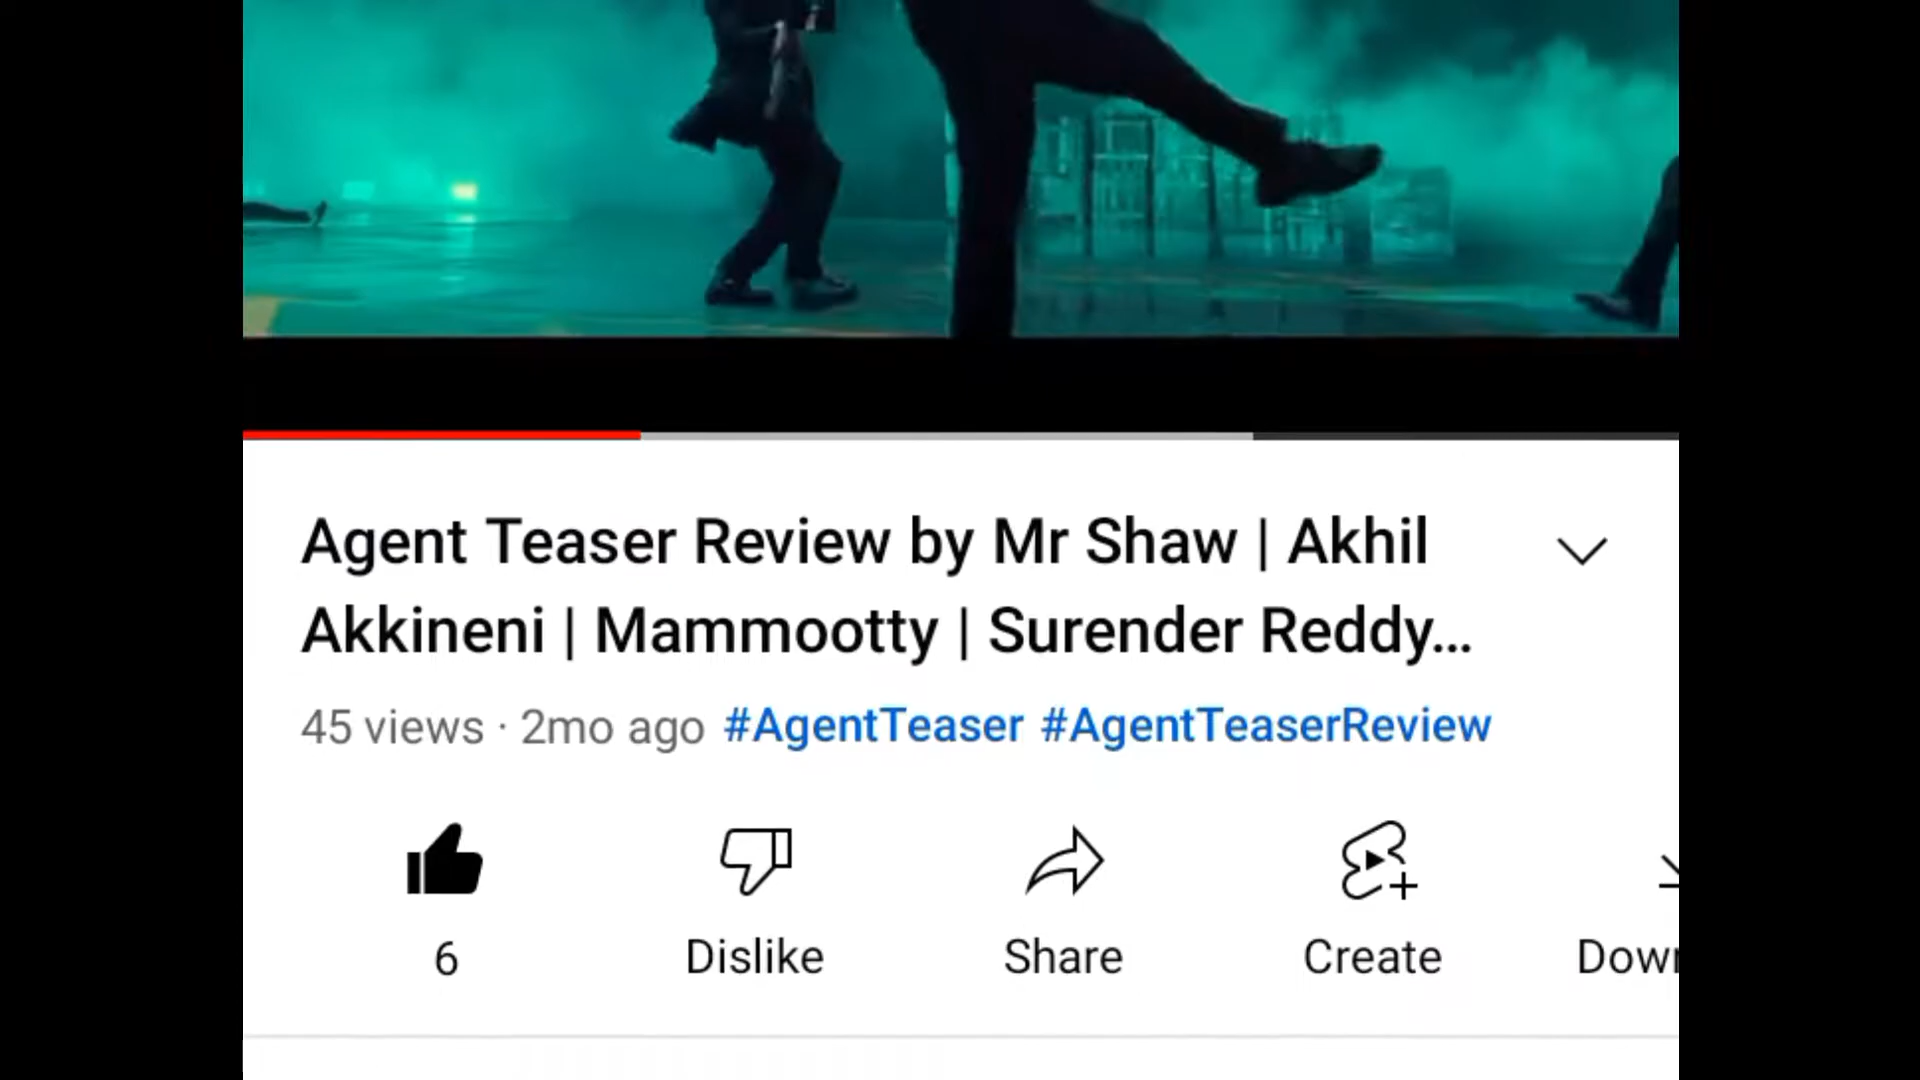 Agent Teaser Review by Mr Shaw | Akhil
Akkineni | Mammootty | Surender Reddy...
45 views · 2mo ago #AgentTeaser #AgentTeaserReview
6 Dislike Share Create Down